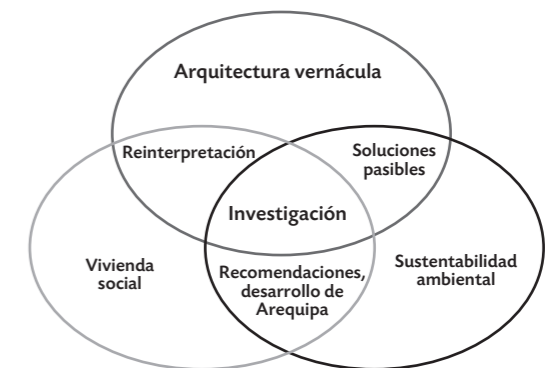 Arquitectura vernácula
Reinterpretación
Soluciones
pasibles
Investigación
Vivienda
social
Recomendaciones,
desarrollo de
Arequipa
Sustentabilidad
ambiental